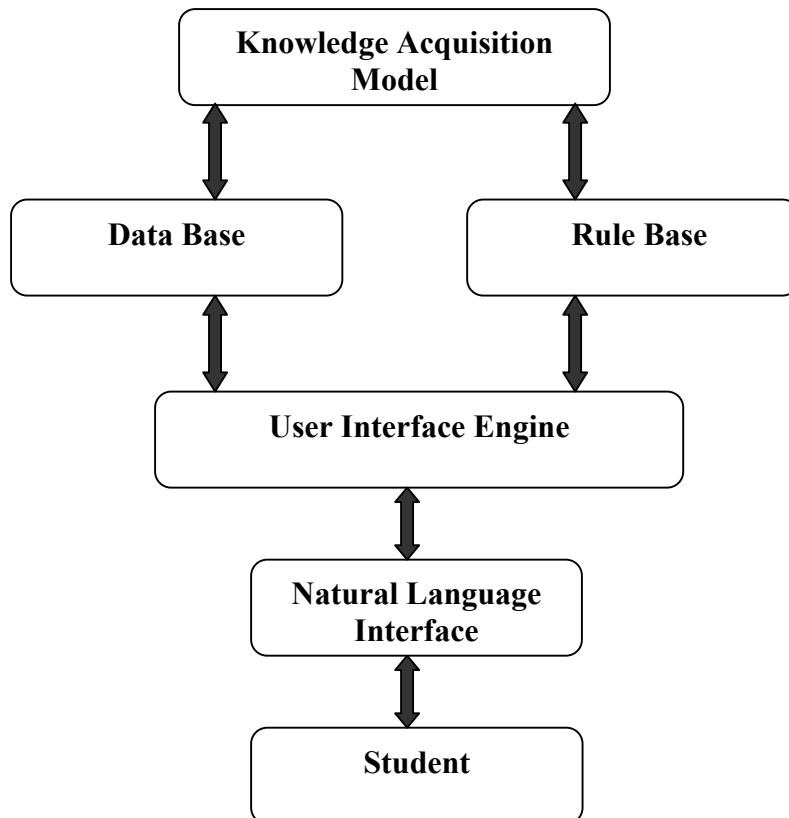 Knowledge Acquisition
Model
Data Base
Rule Base
User Interface Engine
Natural Language
Interface
Student